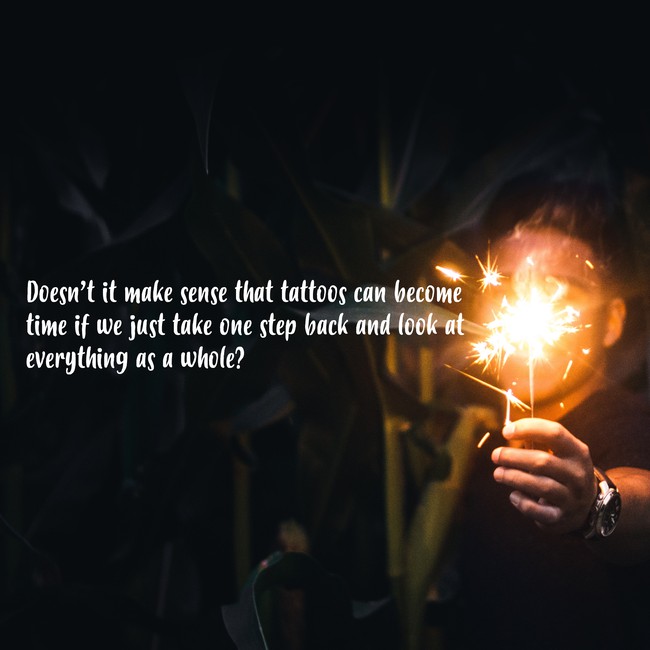 Doesn't it make sense that tattoos can become
time if we just take one step back and look at
everything as a whole?